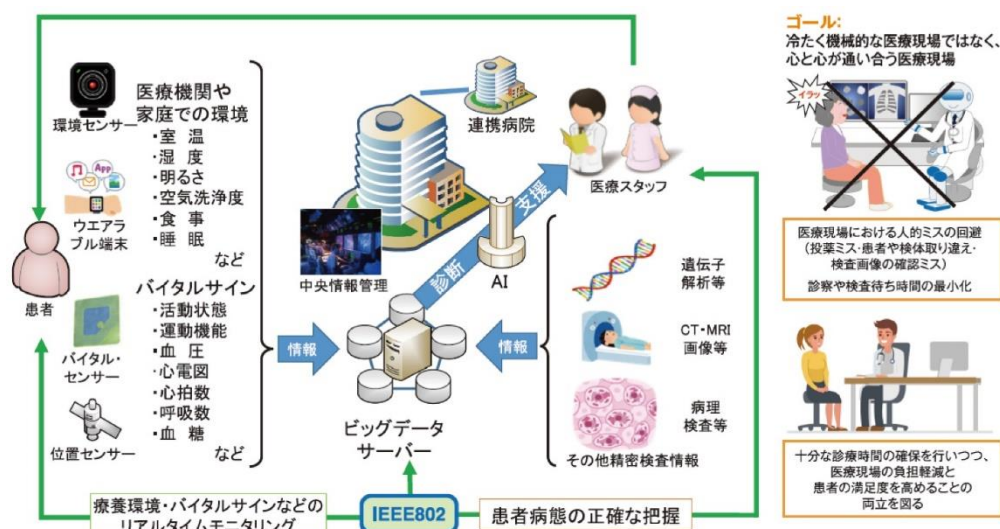 環境センサー
ウエアラ
ブル端末
患者
バイタル・
センサー
位置センサー
医療機関や
家庭での環境
・室 温
・湿 度
・明るさ
・空気洗浄度
・食 事
・睡 眠
など
バイタルサイン
・活動状態
・運動機能
・血 圧
・心電図
・心拍数
・呼吸数
・血 糖
など
App
情報
中央情報管理
連携病院
医療スタッフ
診断
支援
AI
ビッグデータ
サーバー
情報
遺伝子
解析等
CT・MRI
画像等
病理
検査等
その他精密検査情報
療養環境・バイタルサインなどの
リアルタイムモニタリング
IEEE802
患者病態の正確な把握
ゴール:
冷たく機械的な医療現場ではなく、
心と心が通い合う医療現場
イラッ
医療現場における人的ミスの回避
(投薬ミス・患者や検体取り違え・
検査画像の確認ミス)
診察や検査待ち時間の最小化
十分な診療時間の確保を行いつつ、
医療現場の負担軽減と
患者の満足度を高めることの
両立を図る